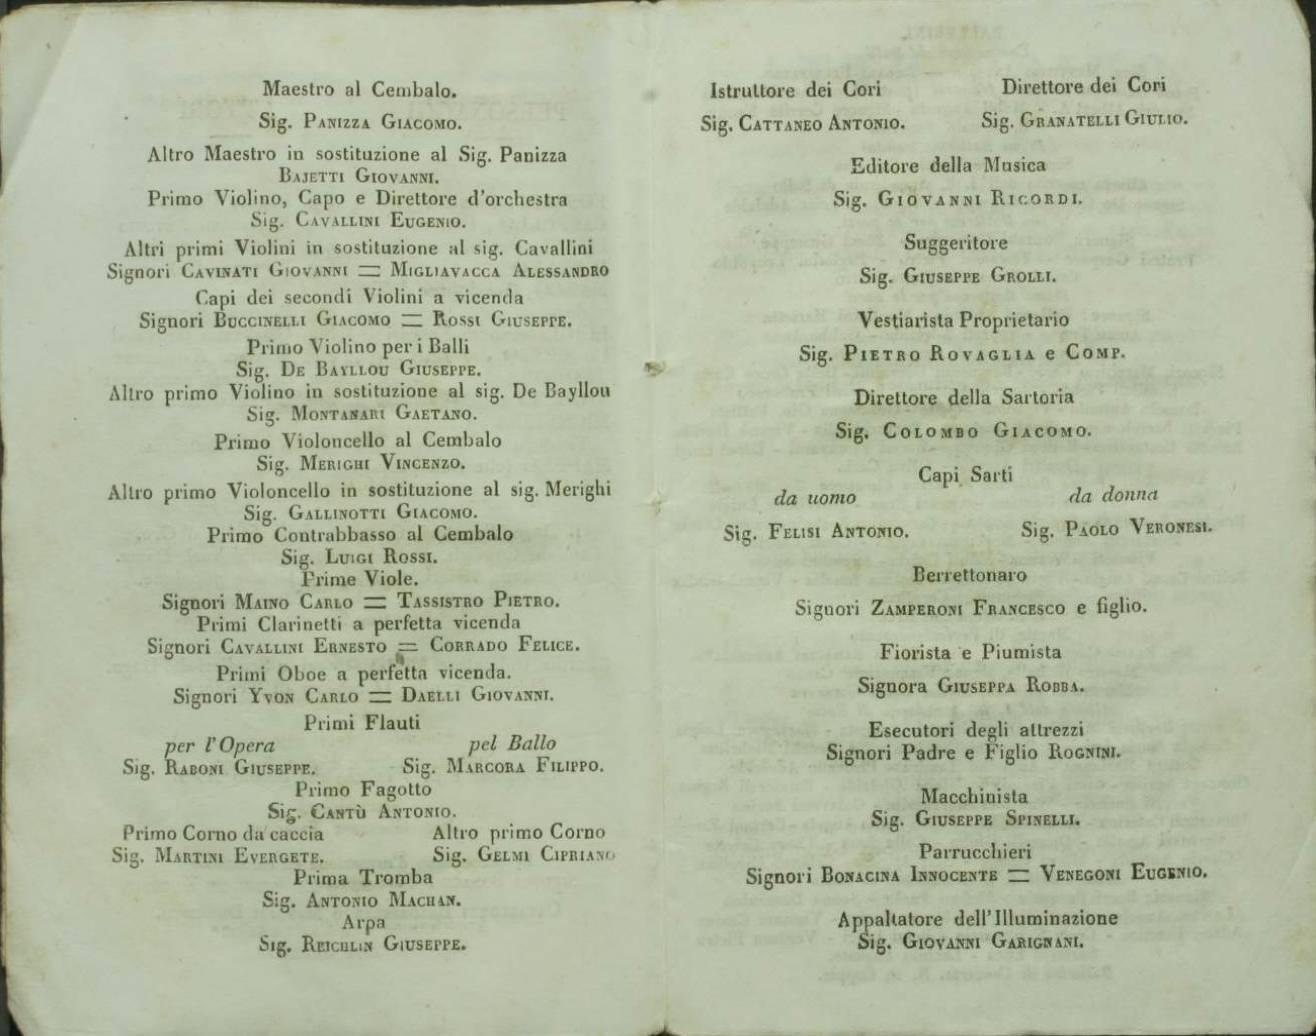 Maestro al Cembalo.
Sig. PANIZZA GIACOMO.
Altro Maestro in sostituzione al Sig. Panizza
BAJETTI GIOVANNI.
Primo Violino, Capo e Direttore d'orchestra
Sig. CAVALLINI EUGENIO.
Altri primi Violini in sostituzione al sig. Cavallini
Signori CAVINATI GIOVANNI = MIGLIAVACCA ALESSANDRO
Capi dei secondi Violini a vicenda
Signori BUCCINELLI GIACOMO = ROSSI GIUSEPPE.
Primo Violino per i Balli
Sig. DE BAYLLOU GIUSEPPE.
Altro primo Violino in sostituzione al sig. De Bayllou
Sig. MONTANARI GAETANO.
Primo Violoncello al Cembalo
Sig. MERIGHI VINCENZO.
Altro primo Violoncello in sostituzione al sig. Merighi
Sig. GALLINOTTI GIACOMO.
Primo Contrabbasso al Cembalo
Sig. LUIGI ROSSI.
Prime Viole.
Signori MAINO CARLO = TASSISTRO PIETRO.
Primi Clarinetti a perfetta vicenda
Signori CAVALLINI ERNESTO = CORRADO FELICE.
Primi Oboe a perfetta vicenda.
Signori YVON CARLO = DAELLI GIOVANNI.
Primi Flauti
per l'Opera pel Ballo
Sig. RABONI GIUSEPPE. Sig. MARCORA FILIPPO.
Primo Fagotto
Sig. CANTÙ ANTONIO.
Primo Corno da caccia Altro primo Corno
Sig. MARTINI EVERGETE. Sig. GELMI CIPRIANO
Prima Tromba
Sig. ANTONIO MACHAN.
Arpa
Sig. REICHLIN GIUSEPPE.
Istruttore dei Cori Direttore dei Cori
Sig. CATTANEO ANTONIO. Sig. GRANATELLI GIULIO.
Editore della Musica
Sig. GIOVANNI RICORDI.
Suggeritore
Sig. GIUSEPPE GROLLI.
Vestiarista Proprietario
Sig. PIETRO ROVAGLIA e COMP.
Direttore della Sartoria
Sig. COLOMBO GIACOMO.
Capi Sarti
da uomo da donna
Sig. FELISI ANTONIO. Sig. PAOLO VERONESI.
Berrettonaro
Signori ZAMPERONI FRANCESCO e figlio.
Fiorista e Piumista
Signora GIUSEPPA ROBBA.
Esecutori degli attrezzi
Signori Padre e Figlio ROGNINI.
Macchinista
Sig. GIUSEPPE SPINELLI.
Parrucchieri
Signori BONACINA INNOCENTE = VENEGONI EUGENIO.
Appaltatore dell'Illuminazione
Sig. GIOVANNI GARIGNANI.